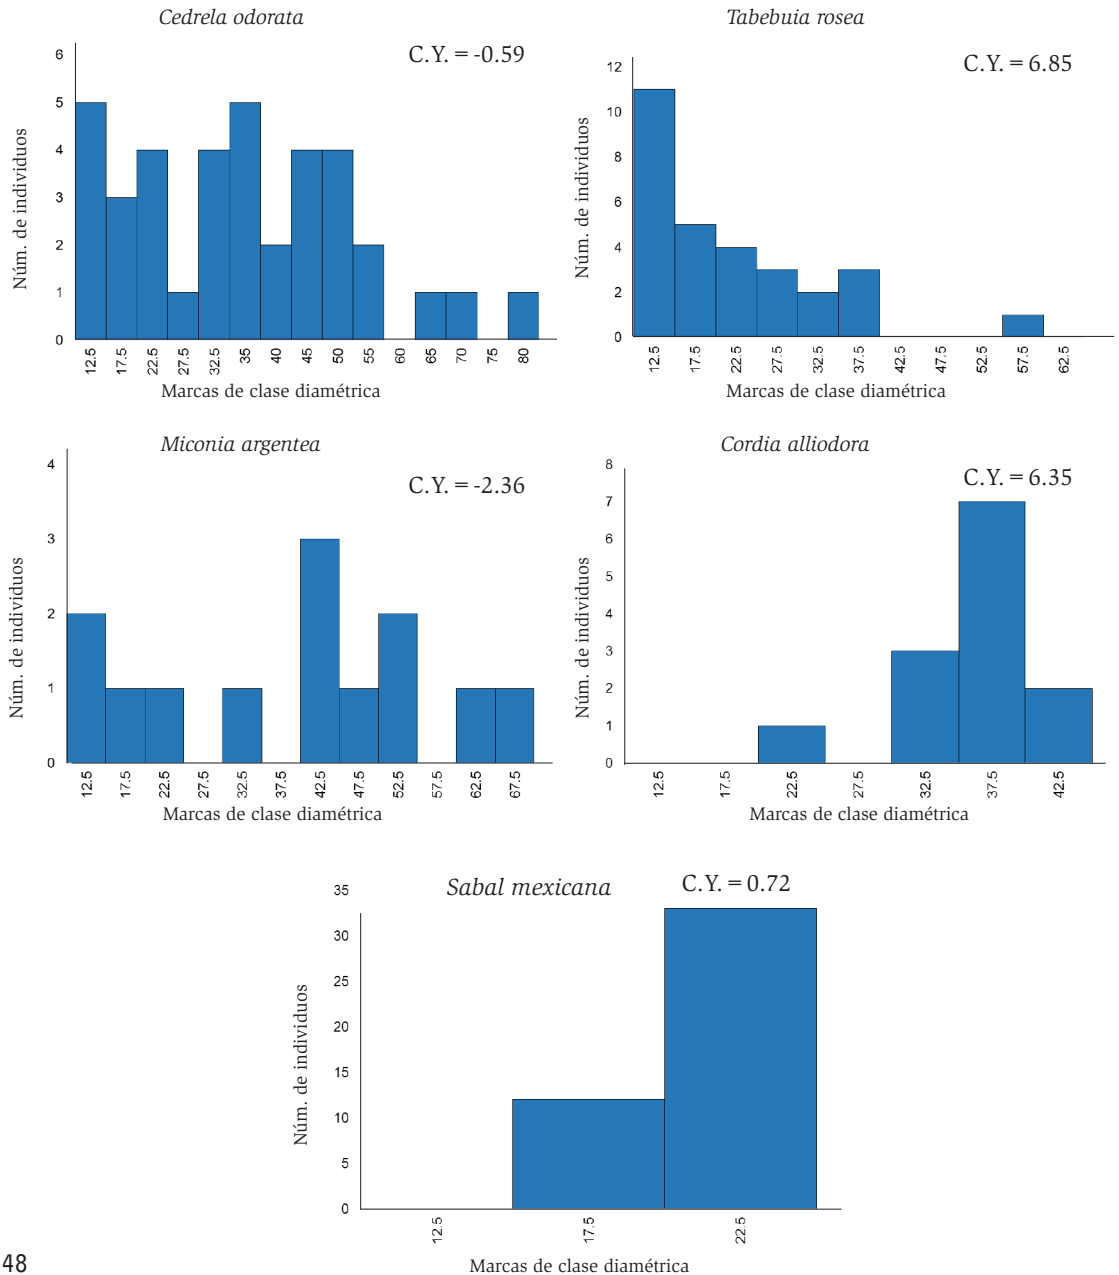 Cedrela odorata
C.Y. = -0.59
Núm. de individuos
6
5
4
3
2
1
0
12.5 17.5 22.5 27.5 32.5 35 40 45 50 55 60 65 70 75 80
Marcas de clase diamétrica
Tabebuia rosea
C.Y. = 6.85
Núm. de individuos
12
10
8
6
4
2
0
12.5 17.5 22.5 27.5 32.5 37.5 42.5 47.5 52.5 57.5 62.5
Marcas de clase diamétrica
Miconia argentea
C.Y. = -2.36
Núm. de individuos
4
3
2
1
0
12.5 17.5 22.5 27.5 32.5 37.5 42.5 47.5 52.5 57.5 62.5 67.5
Marcas de clase diamétrica
Cordia alliodora
C.Y. = 6.35
Núm. de individuos
8
7
6
5
4
3
2
1
0
12.5 17.5 22.5 27.5 32.5 37.5 42.5
Marcas de clase diamétrica
Sabal mexicana
C.Y. = 0.72
Núm. de individuos
35
30
25
20
15
10
5
0
12.5 17.5 22.5
Marcas de clase diamétrica
48